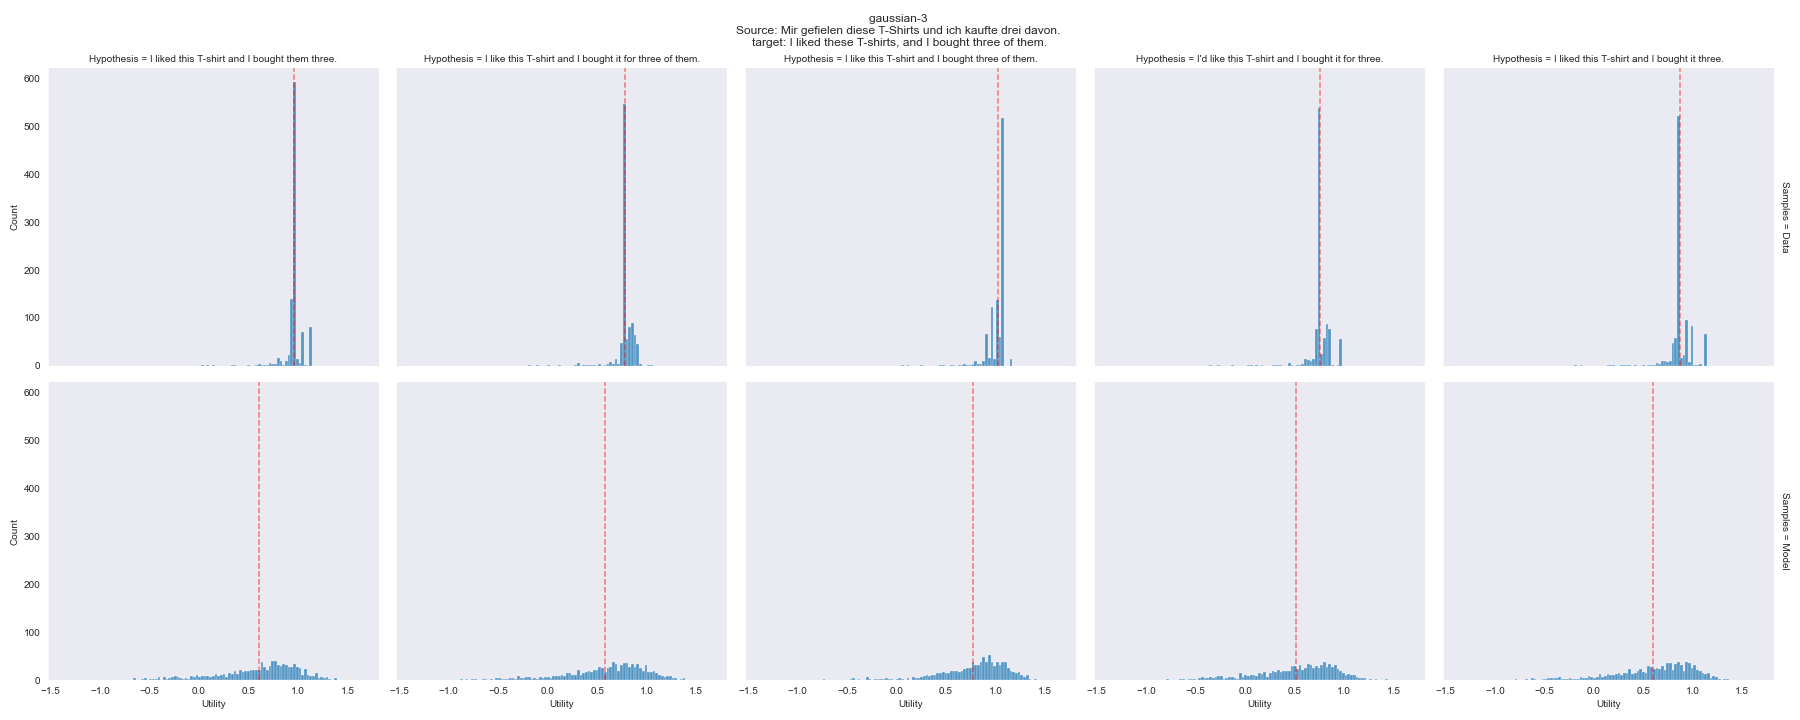 gaussian-3
Source: Mir gefielen diese T-Shirts und ich kaufte drei davon.
target: I liked these T-shirts, and I bought three of them.
Hypothesis = I liked this T-shirt and I bought them three.
Hypothesis = I like this T-shirt and I bought it for three of them.
Hypothesis = I like this T-shirt and I bought three of them.
Hypothesis = I'd like this T-shirt and I bought it for three.
Hypothesis = I liked this T-shirt and I bought it three.
600
500
400
300
200
100
0
Count
Samples = Data
600
500
400
300
200
100
0
Count
Samples = Model
−1.5 −1.0 −0.5 0.0 0.5 1.0 1.5
−1.5 −1.0 −0.5 0.0 0.5 1.0 1.5
−1.5 −1.0 −0.5 0.0 0.5 1.0 1.5
−1.5 −1.0 −0.5 0.0 0.5 1.0 1.5
−1.5 −1.0 −0.5 0.0 0.5 1.0 1.5
Utility
Utility
Utility
Utility
Utility